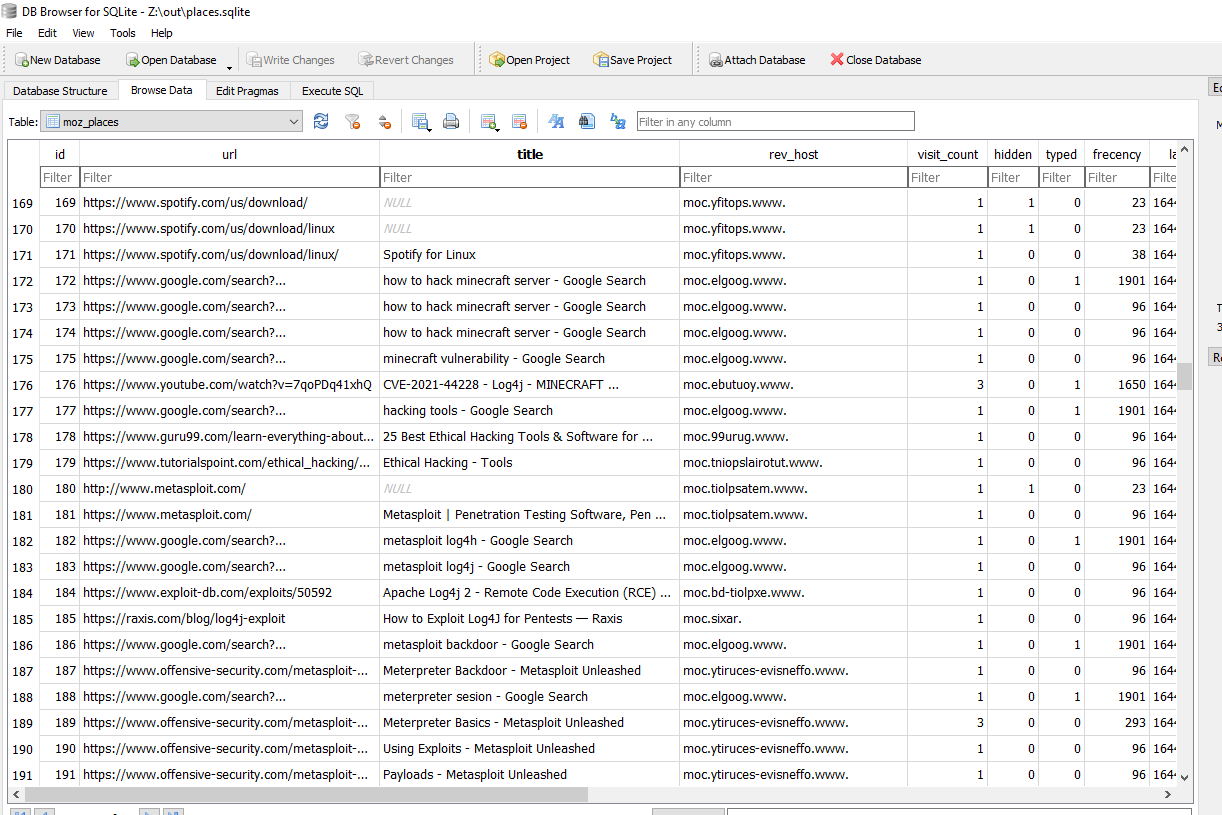 DB Browser for SQLite - Z:\out\places.sqlite
File Edit View Tools Help
New Database Open Database Write Changes Revert Changes Open Project Save Project Attach Database Close Database
Database Structure Browse Data Edit Pragmas Execute SQL
Table: moz_places Filter in any column
id url title rev_host visit_count hidden typed frecency la
Filter Filter Filter Filter Filter Filter Filter Filter Filte
169 169 https://www.spotify.com/us/download/ NULL moc.yfitops.www. 1 1 0 23 164
170 170 https://www.spotify.com/us/download/linux NULL moc.yfitops.www. 1 1 0 23 164
171 171 https://www.spotify.com/us/download/linux/ Spotify for Linux moc.yfitops.www. 1 0 0 38 164
172 172 https://www.google.com/search?... how to hack minecraft server - Google Search moc.elgoog.www. 1 0 1 1901 164
173 173 https://www.google.com/search?... how to hack minecraft server - Google Search moc.elgoog.www. 1 0 0 96 164
174 174 https://www.google.com/search?... how to hack minecraft server - Google Search moc.elgoog.www. 1 0 0 96 164
175 175 https://www.google.com/search?... minecraft vulnerability - Google Search moc.elgoog.www. 1 0 0 96 164
176 176 https://www.youtube.com/watch?v=7qoPDq41xhQ CVE-2021-44228 - Log4j - MINECRAFT ... moc.ebutuoy.www. 3 0 1 1650 164
177 177 https://www.google.com/search?... hacking tools - Google Search moc.elgoog.www. 1 0 1 1901 164
178 178 https://www.guru99.com/learn-everything-about... 25 Best Ethical Hacking Tools & Software for ... moc.99urug.www. 1 0 0 96 164
179 179 https://www.tutorialspoint.com/ethical_hacking/... Ethical Hacking - Tools moc.tniopslairotut.www. 1 0 0 96 164
180 180 http://www.metasploit.com/ NULL moc.tiolpsatem.www. 1 1 0 23 164
181 181 https://www.metasploit.com/ Metasploit | Penetration Testing Software, Pen ... moc.tiolpsatem.www. 1 0 0 96 164
182 182 https://www.google.com/search?... metasploit log4h - Google Search moc.elgoog.www. 1 0 1 1901 164
183 183 https://www.google.com/search?... metasploit log4j - Google Search moc.elgoog.www. 1 0 0 96 164
184 184 https://www.exploit-db.com/exploits/50592 Apache Log4j 2 - Remote Code Execution (RCE) ... moc.bd-tiolpxe.www. 1 0 0 96 164
185 185 https://raxis.com/blog/log4j-exploit How to Exploit Log4J for Pentests — Raxis moc.sixar. 1 0 0 96 164
186 186 https://www.google.com/search?... metasploit backdoor - Google Search moc.elgoog.www. 1 0 1 1901 164
187 187 https://www.offensive-security.com/metasploit-... Meterpreter Backdoor - Metasploit Unleashed moc.ytiruces-evisneffo.www. 1 0 0 96 164
188 188 https://www.google.com/search?... meterpreter sesion - Google Search moc.elgoog.www. 1 0 1 1901 164
189 189 https://www.offensive-security.com/metasploit-... Meterpreter Basics - Metasploit Unleashed moc.ytiruces-evisneffo.www. 3 0 0 293 164
190 190 https://www.offensive-security.com/metasploit-... Using Exploits - Metasploit Unleashed moc.ytiruces-evisneffo.www. 1 0 0 96 164
191 191 https://www.offensive-security.com/metasploit-... Payloads - Metasploit Unleashed moc.ytiruces-evisneffo.www. 1 0 0 96 164